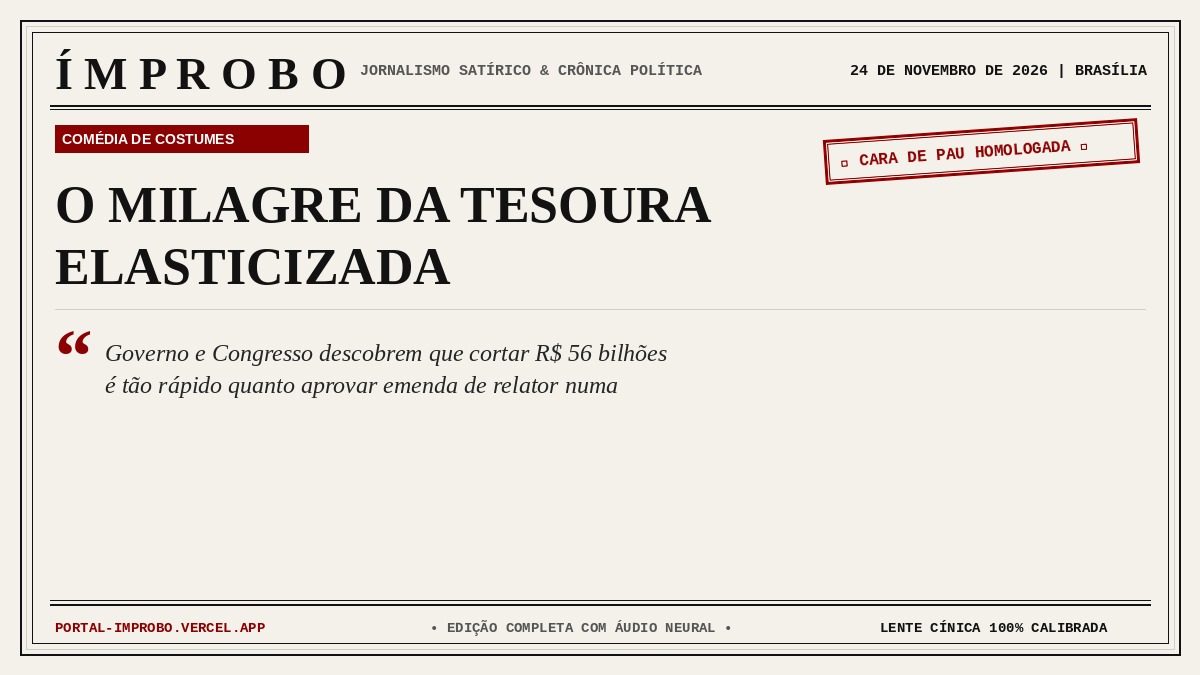 ÍMPROBO JORNALISMO SATÍRICO & CRÔNICA POLÍTICA 24 DE NOVEMBRO DE 2026 | BRASÍLIA
COMÉDIA DE COSTUMES
CARA DE PAU HOMOLOGADA
O MILAGRE DA TESOURA
ELASTICIZADA
“ Governo e Congresso descobrem que cortar R$ 56 bilhões
é tão rápido quanto aprovar emenda de relator numa
PORTAL-IMPROBO.VERCEL.APP • EDIÇÃO COMPLETA COM ÁUDIO NEURAL • LENTE CÍNICA 100% CALIBRADA